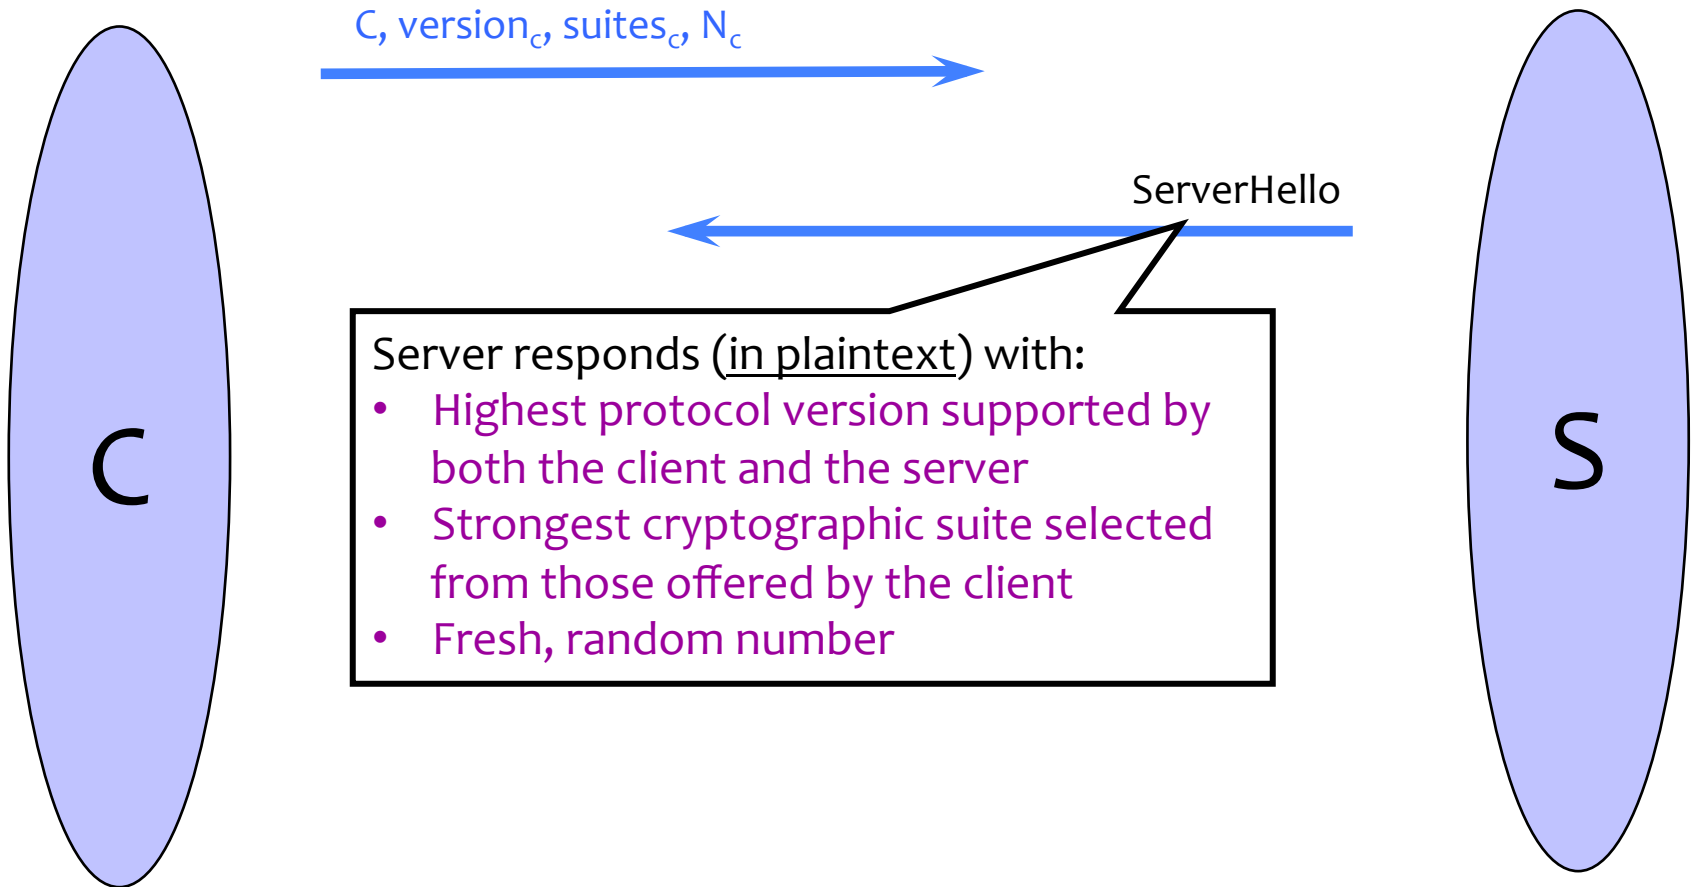 C, version_c, suites_c, N_c
ServerHello
Server responds (in plaintext) with:
• Highest protocol version supported by
both the client and the server
• Strongest cryptographic suite selected
from those offered by the client
• Fresh, random number
C
S